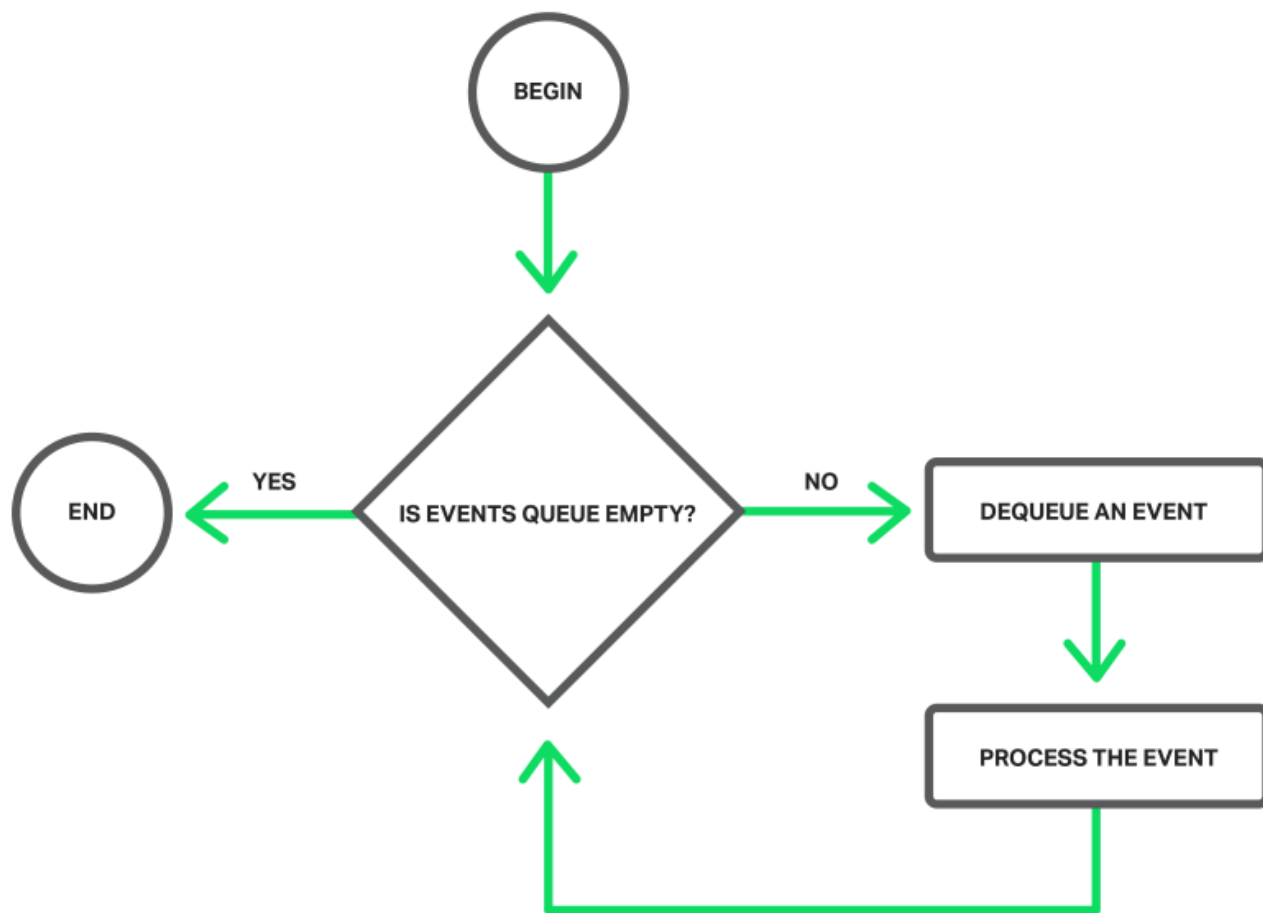 BEGIN
YES
NO
END
IS EVENTS QUEUE EMPTY?
DEQUEUE AN EVENT
PROCESS THE EVENT